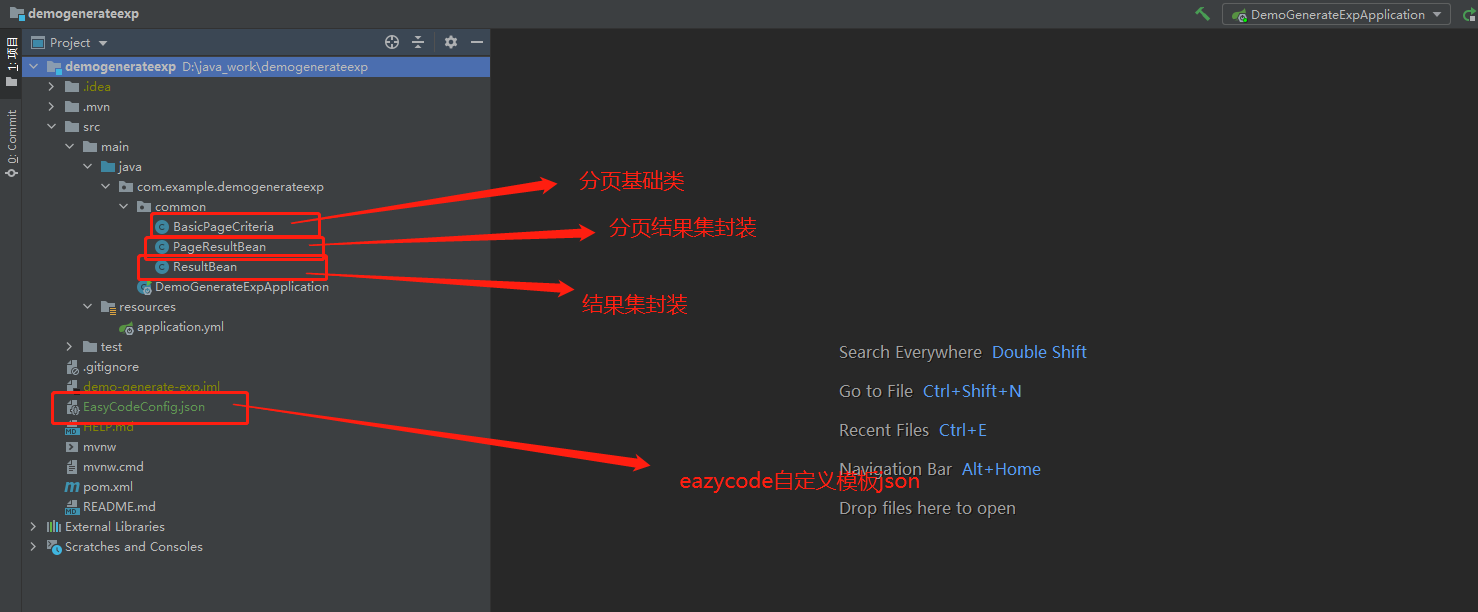 demogenerateexp
DemoGenerateExpApplication
1: 项目
0: Commit
Project
demogenerateexp D:\java_work\demogenerateexp
.idea
.mvn
src
main
java
com.example.demogenerateexp
common
BasicPageCriteria
PageResultBean
ResultBean
DemoGenerateExpApplication
resources
application.yml
test
.gitignore
demo-generate-exp.iml
EasyCodeConfig.json
HELP.md
mvnw
mvnw.cmd
pom.xml
README.md
External Libraries
Scratches and Consoles
分页基础类
分页结果集封装
结果集封装
Search Everywhere Double Shift
Go to File Ctrl+Shift+N
Recent Files Ctrl+E
Navigation Bar Alt+Home
eazycode自定义模板json
Drop files here to open